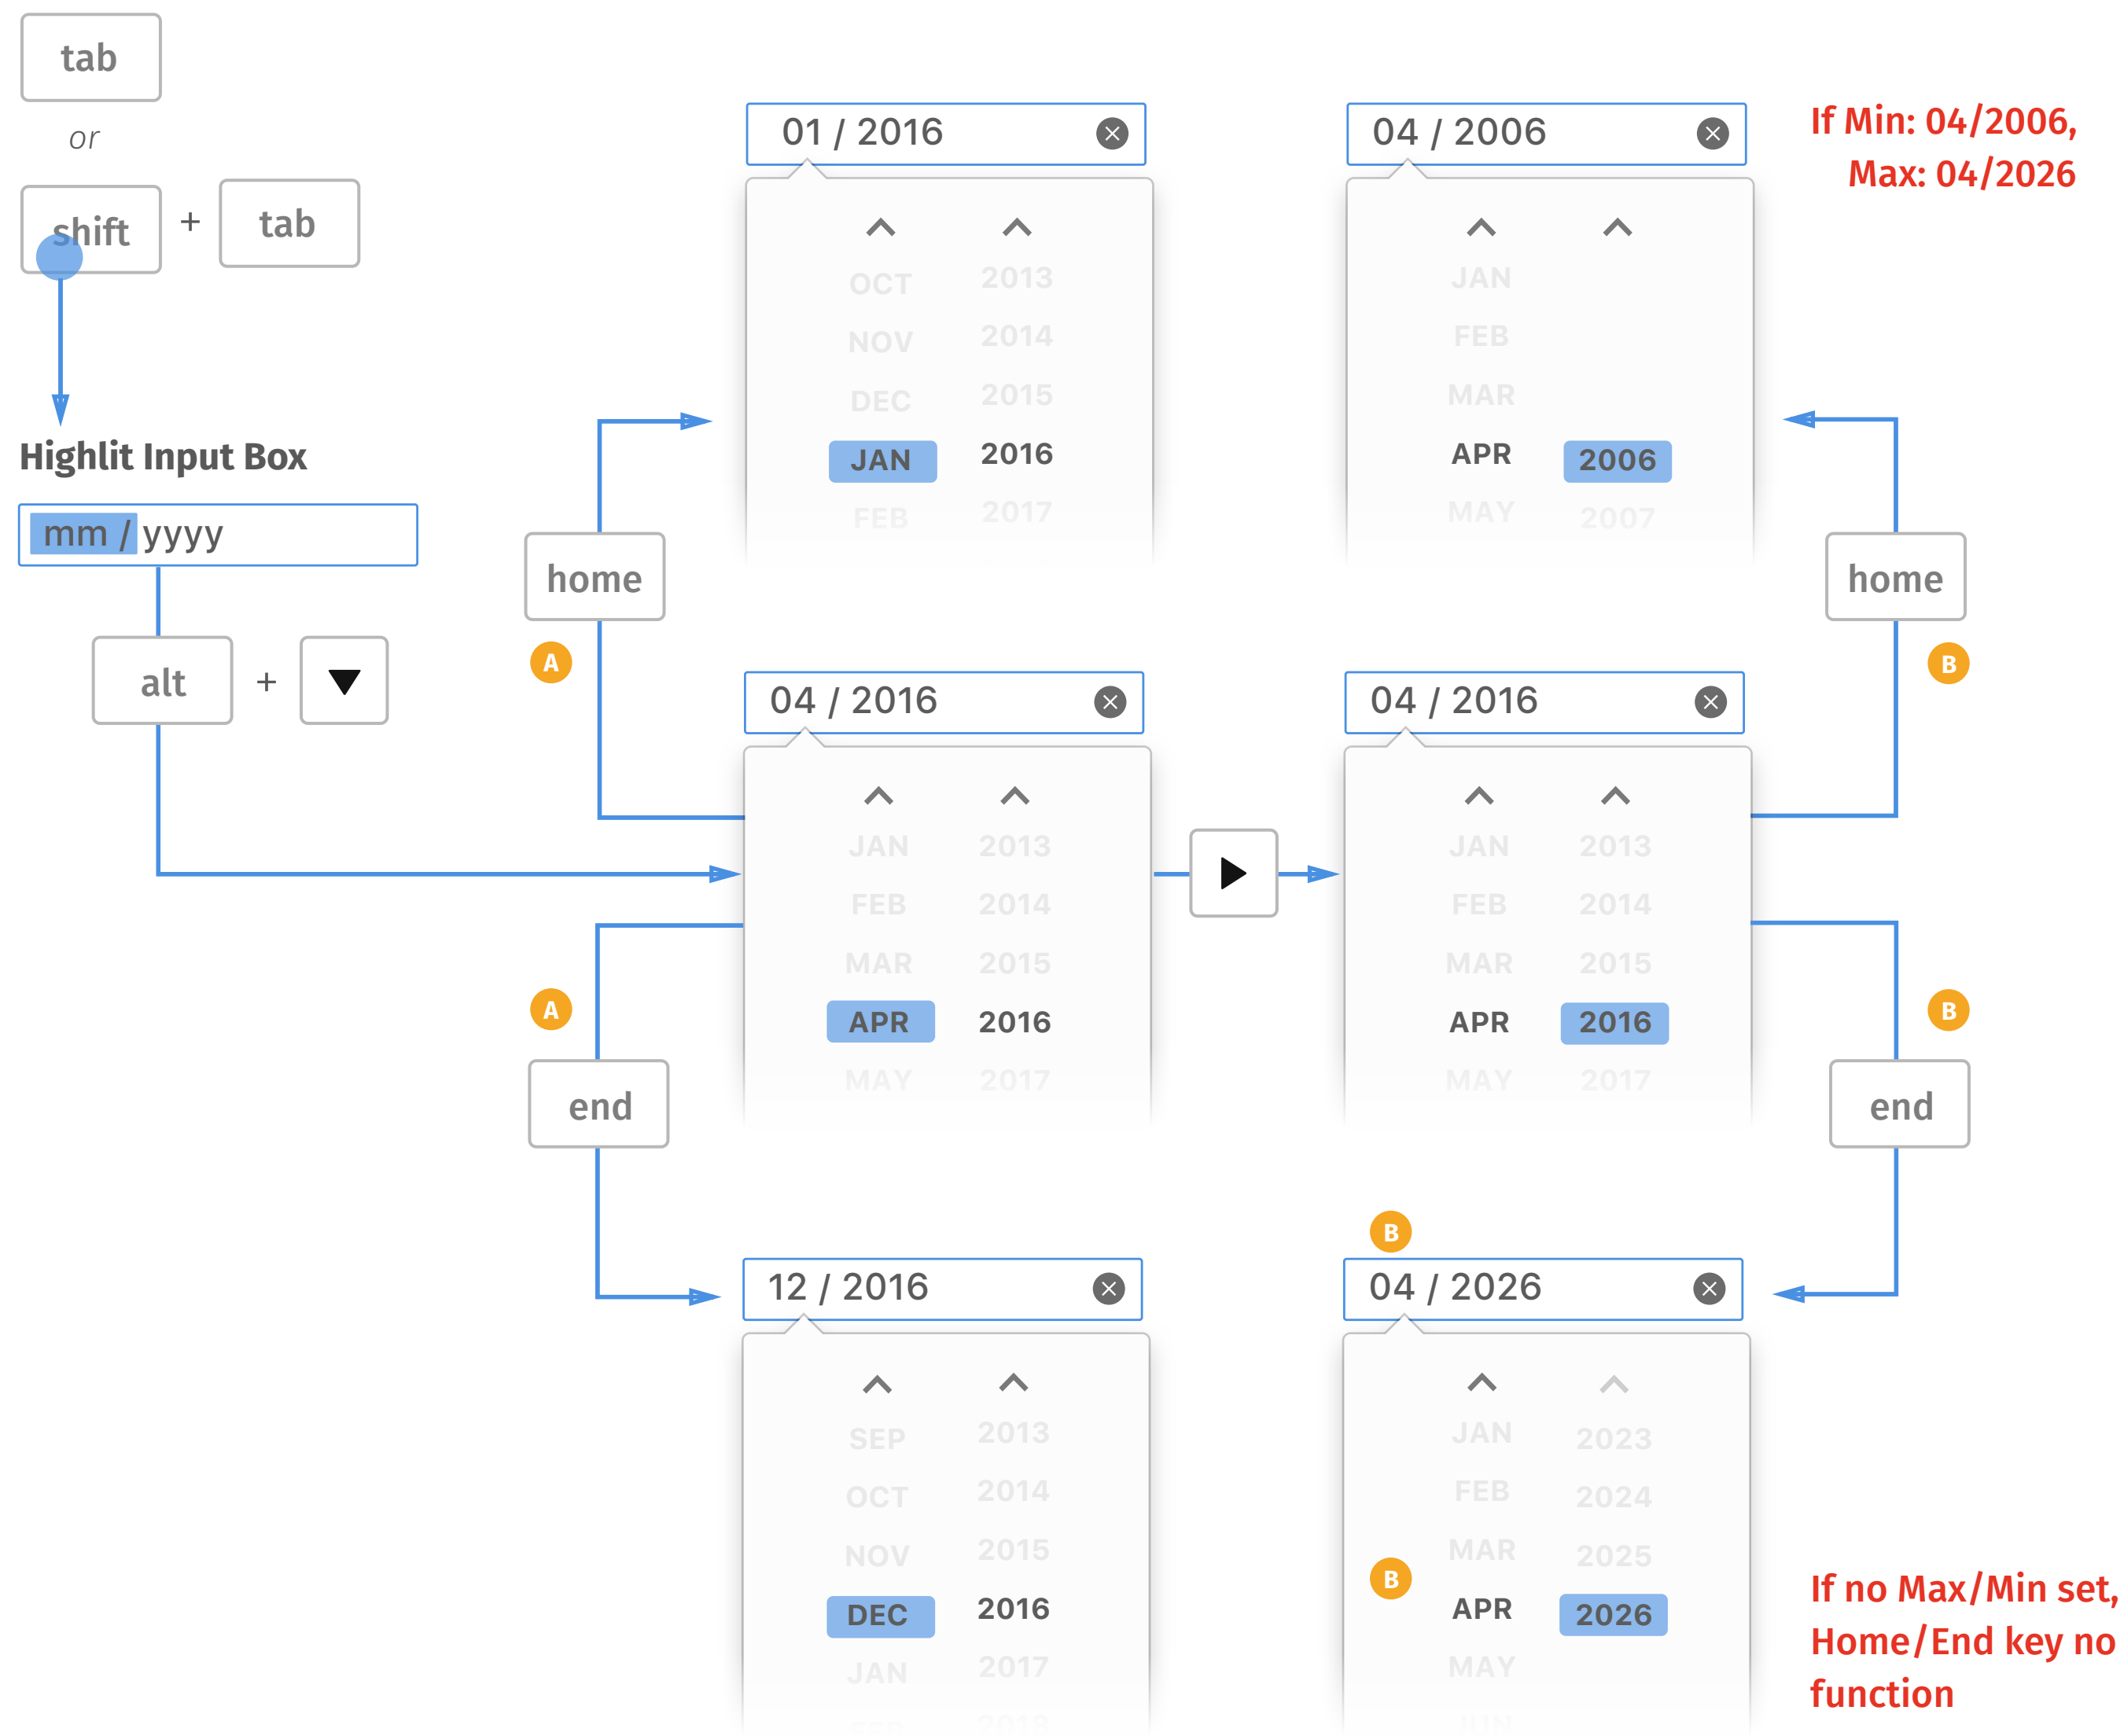 tab
or
shift + tab
Highlit Input Box
mm / yyyy
alt +
home
A
A
end
01 / 2016
OCT 2013
NOV 2014
DEC 2015
JAN 2016
FEB 2017
04 / 2006
JAN
FEB
MAR
APR 2006
MAY 2007
If Min: 04/2006,
Max: 04/2026
home
B
04 / 2016
JAN 2013
FEB 2014
MAR 2015
APR 2016
MAY 2017
04 / 2016
JAN 2013
FEB 2014
MAR 2015
APR 2016
MAY 2017
B
end
12 / 2016
SEP 2013
OCT 2014
NOV 2015
DEC 2016
JAN 2017
FEB 2018
B
04 / 2026
JAN 2023
FEB 2024
MAR 2025
B
APR 2026
MAY
JUN
If no Max/Min set,
Home/End key no
function